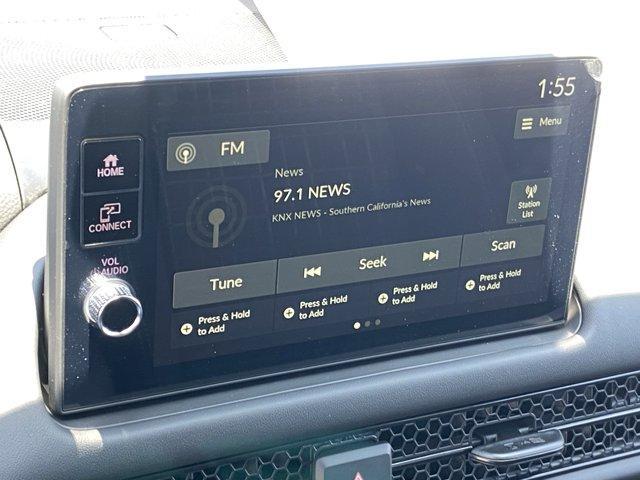 1:55
FM
Menu
HOME
News
97.1 NEWS
KNX NEWS - Southern California's News
Station
List
CONNECT
VOL
AUDIO
Tune
Seek
Scan
Press & Hold
to Add
Press & Hold
to Add
Press & Hold
to Add
Press & Hold
to Add